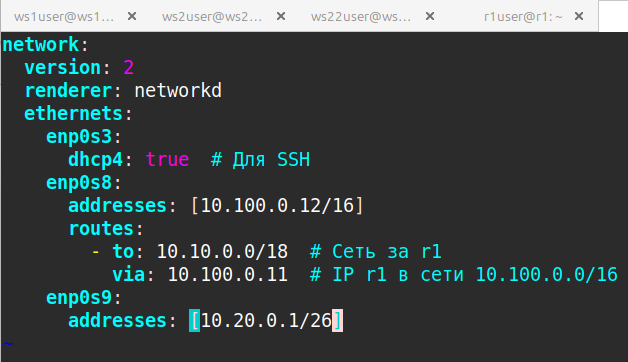 ws1user@ws1... ×
ws2user@ws2... ×
ws22user@ws... ×
r1user@r1: ~ ×
network:
  version: 2
  renderer: networkd
  ethernets:
    enp0s3:
      dhcp4: true  # Для SSH
    enp0s8:
      addresses: [10.100.0.12/16]
      routes:
        - to: 10.10.0.0/18  # Сеть за r1
          via: 10.100.0.11  # IP r1 в сети 10.100.0.0/16
    enp0s9:
      addresses: [10.20.0.1/26]
~